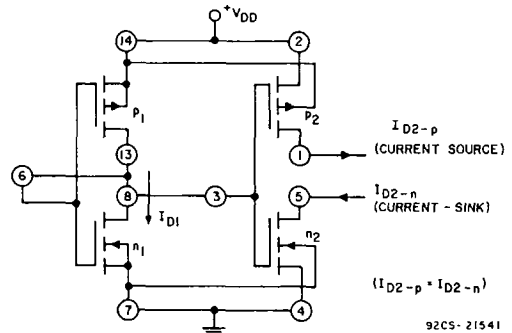 +VDD
14
2
p1
p2
13
1
ID2-p
(CURRENT SOURCE)
6
8
3
5
ID2-n
(CURRENT - SINK)
ID1
n1
n2
7
4
(ID2-p = ID2-n)
92CS-21541